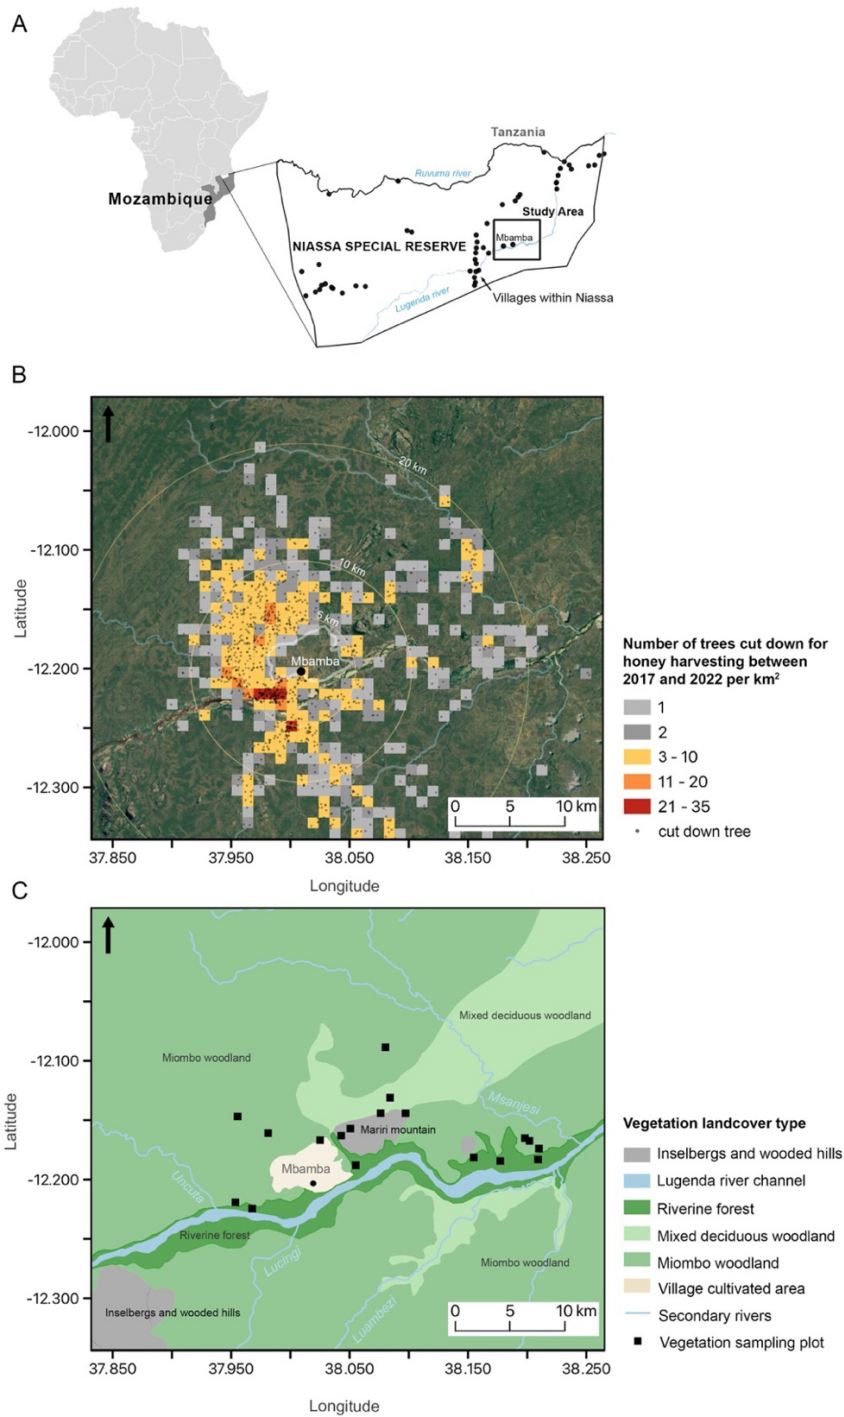 A
Tanzania
Ruvuma river
Mozambique
Study Area
Mbamba
NIASSA SPECIAL RESERVE
Lugenda river
Villages within Niassa
B
-12.000
20 km
-12.100
10 km
5 km
Latitude
Mbamba
-12.200
-12.300
0 5 10 km
37.850 37.950 38.050 38.150 38.250
Longitude
Number of trees cut down for
honey harvesting between
2017 and 2022 per km²
1
2
3 - 10
11 - 20
21 - 35
cut down tree
C
-12.000
Mixed deciduous woodland
Miombo woodland
-12.100
Msanjesi
Mariri mountain
Latitude
Mbamba
-12.200
Uncuta
Riverine forest
Lucingi
Miombo woodland
-12.300
Inselbergs and wooded hills
Luambezi
0 5 10 km
37.850 37.950 38.050 38.150 38.250
Longitude
Vegetation landcover type
Inselbergs and wooded hills
Lugenda river channel
Riverine forest
Mixed deciduous woodland
Miombo woodland
Village cultivated area
Secondary rivers
Vegetation sampling plot